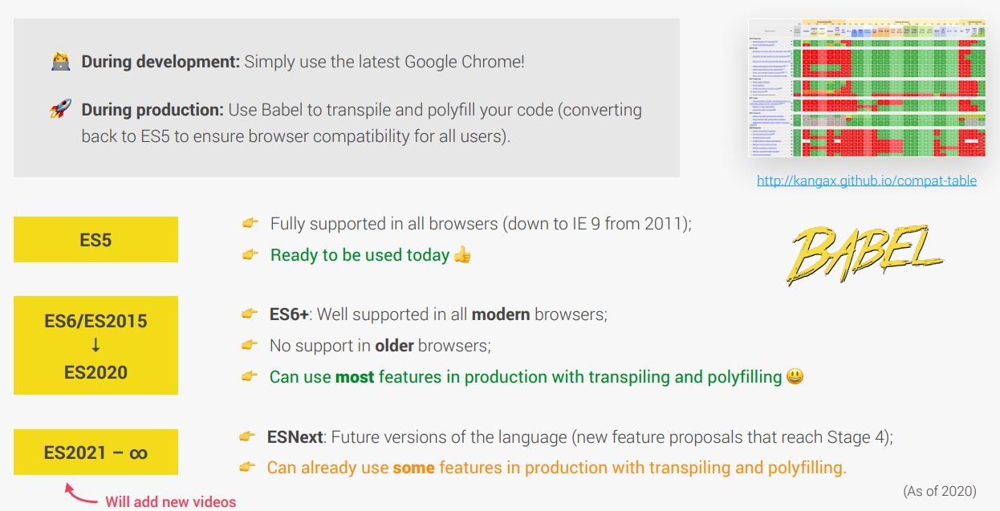 During development: Simply use the latest Google Chrome!
During production: Use Babel to transpile and polyfill your code (converting
back to ES5 to ensure browser compatibility for all users).
http://kangax.github.io/compat-table
ES5
Fully supported in all browsers (down to IE 9 from 2011);
Ready to be used today
BABEL
ES6/ES2015
↓
ES2020
ES6+: Well supported in all modern browsers;
No support in older browsers;
Can use most features in production with transpiling and polyfilling
ES2021 – ∞
ESNext: Future versions of the language (new feature proposals that reach Stage 4);
Can already use some features in production with transpiling and polyfilling.
Will add new videos
(As of 2020)